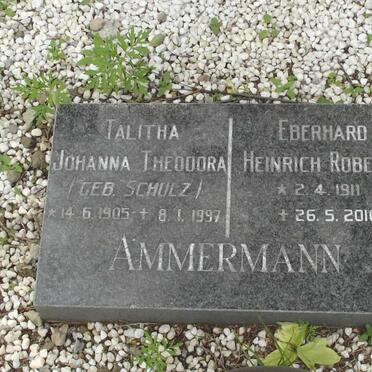 TALITHA
JOHANNA THEODORA
(GEB. SCHULZ)
* 14.6.1905 - + 8.1.1997
EBERHARD
HEINRICH ROBE
* 2.4.1911
+ 26.5.2010
AMMERMANN